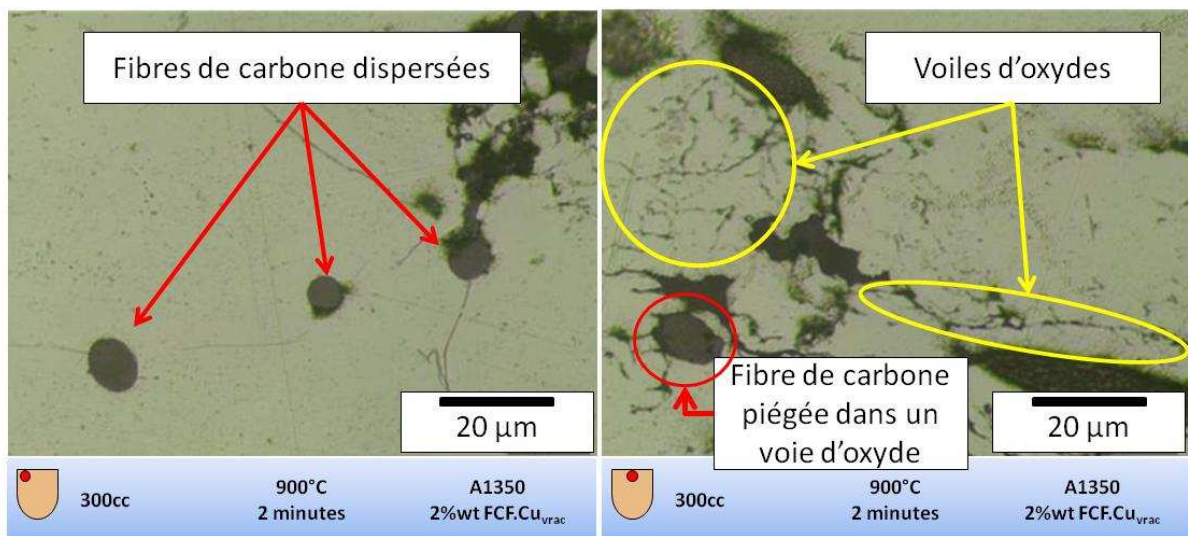 Fibres de carbone dispersées
20 µm
300cc
900°C
2 minutes
A1350
2%wt FCF.Cuvrac
Voiles d'oxydes
Fibre de carbone
piégée dans un
voie d'oxyde
20 µm
300cc
900°C
2 minutes
A1350
2%wt FCF.Cuvrac